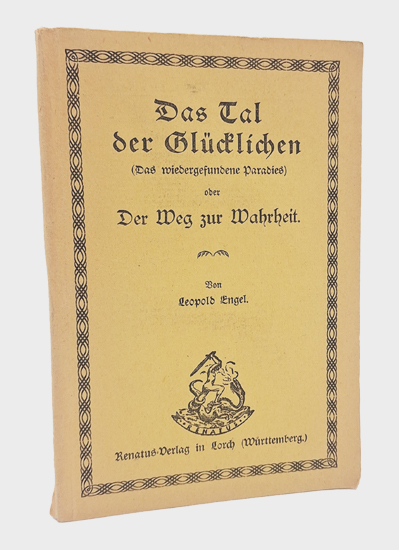 Das Tal
der Glücklichen
(Das wiedergefundene Paradies)
oder
Der Weg zur Wahrheit.
Von
Leopold Engel.
RENATUS
Renatus-Verlag in Lorch (Württemberg.)